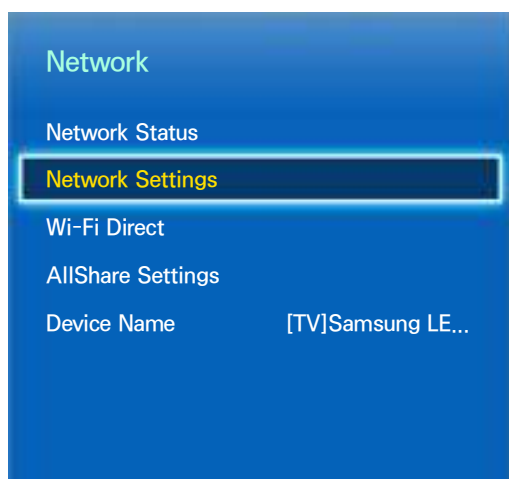 Network
Network Status
Network Settings
Wi-Fi Direct
AllShare Settings
Device Name [TV]Samsung LE...